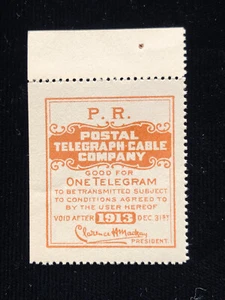 P. R.
POSTAL
TELEGRAPH-CABLE
COMPANY
GOOD FOR
ONE TELEGRAM
TO BE TRANSMITTED SUBJECT
TO CONDITIONS AGREED TO
BY THE USER HEREOF
VOID AFTER 1913 DEC. 31ST
Clarence H. Mackay
PRESIDENT